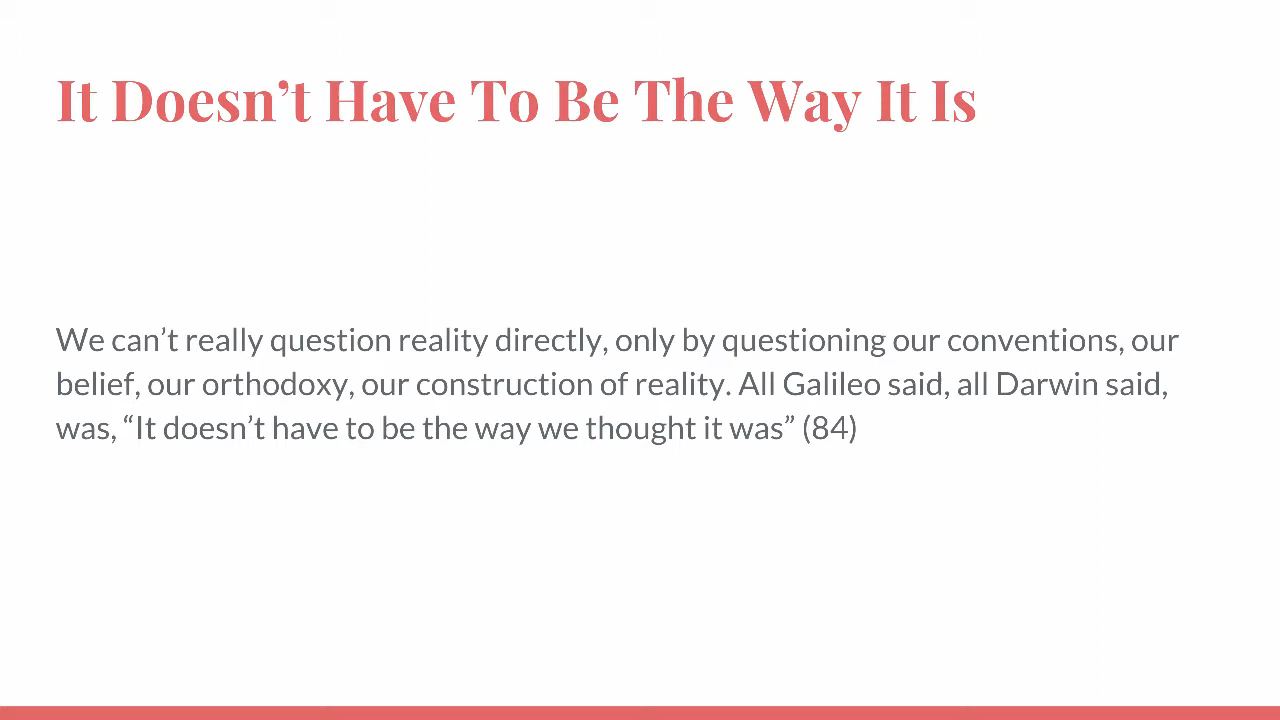 It Doesn’t Have To Be The Way It Is
We can’t really question reality directly, only by questioning our conventions, our
belief, our orthodoxy, our construction of reality. All Galileo said, all Darwin said,
was, “It doesn’t have to be the way we thought it was” (84)